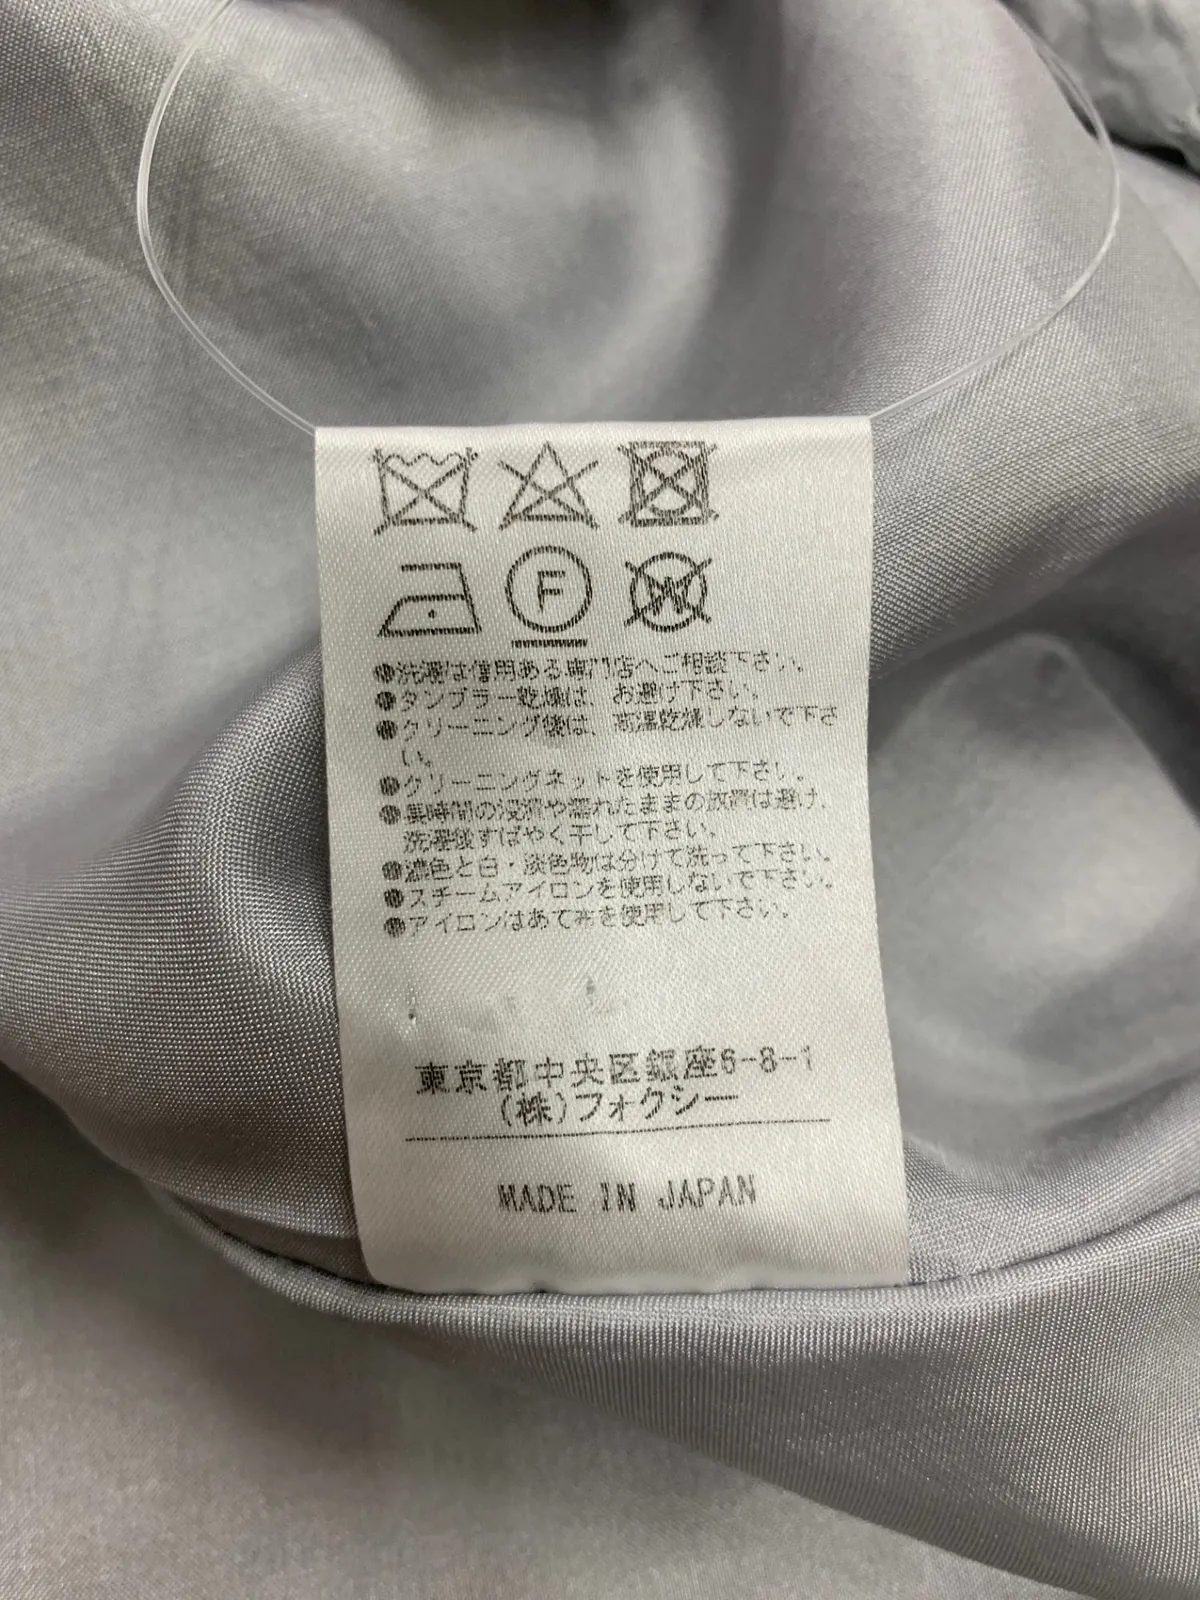 F
W
●洗濯は信用ある専門店へご相談下さい。
●タンブラー乾燥は、お避け下さい。
●クリーニング後は、高温乾燥しないで下さ
い。
●クリーニングネットを使用して下さい。
●長時間の浸漬や濡れたままの放置は避け、
洗濯後すばやく干して下さい。
●濃色と白・淡色物は分けて洗って下さい。
●スチームアイロンを使用しないで下さい。
●アイロンはあて布を使用して下さい。
東京都中央区銀座6-8-1
(株)フォクシー
MADE IN JAPAN